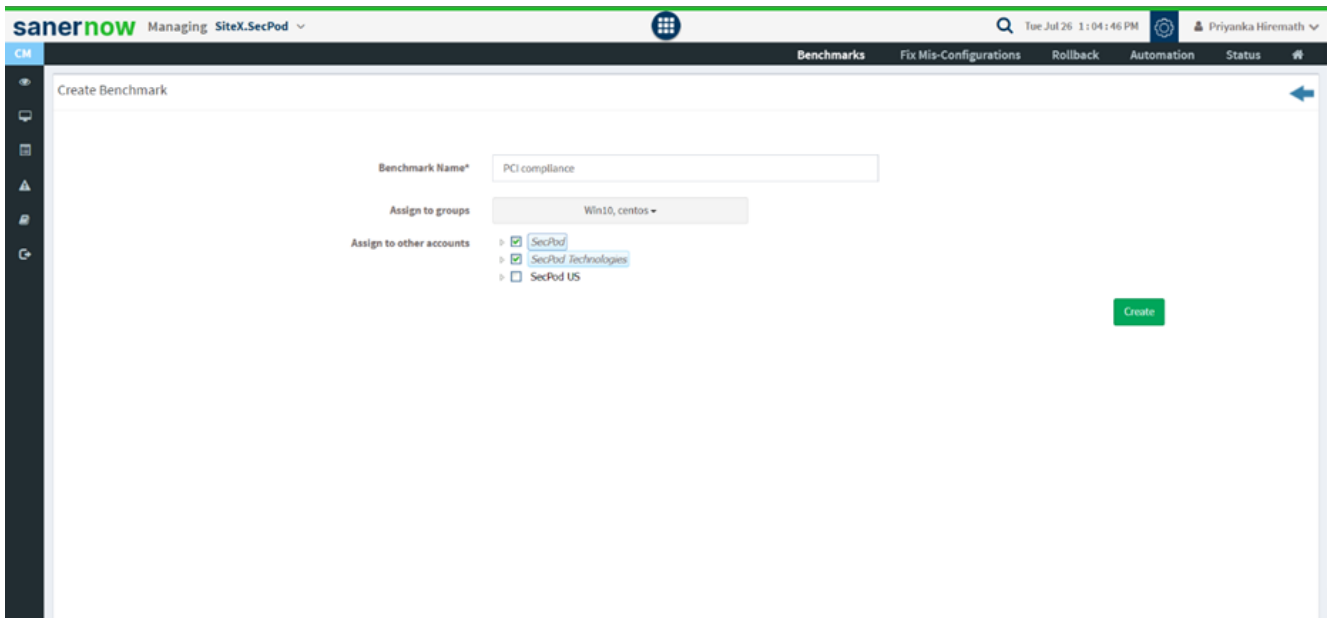 sanernow Managing SiteX.SecPod Tue Jul 26 1:04:46 PM Priyanka Hiremath
CM Benchmarks Fix Mis-Configurations Rollback Automation Status
Create Benchmark
Benchmark Name* PCI compliance
Assign to groups Win10, centos
Assign to other accounts SecPod
SecPod Technologies
SecPod US
Create